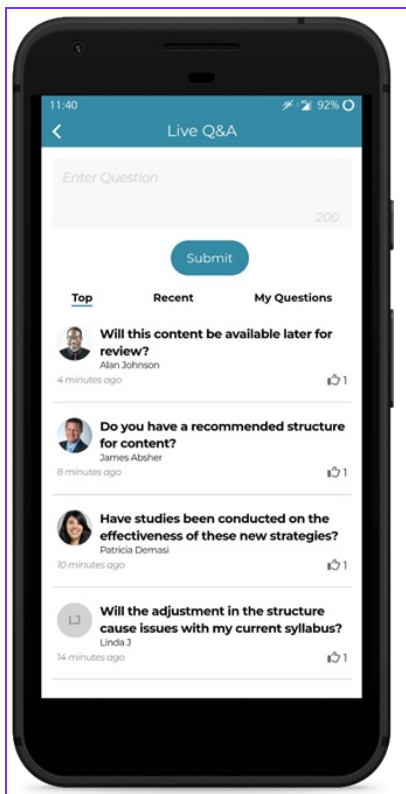 11:40
92%
Live Q&A
Enter Question
200
Submit
Top Recent My Questions
Will this content be available later for
review?
Alan Johnson
4 minutes ago
1
Do you have a recommended structure
for content?
James Absher
8 minutes ago
1
Have studies been conducted on the
effectiveness of these new strategies?
Patricia Demasi
10 minutes ago
1
LJ
Will the adjustment in the structure
cause issues with my current syllabus?
Linda J
14 minutes ago
1